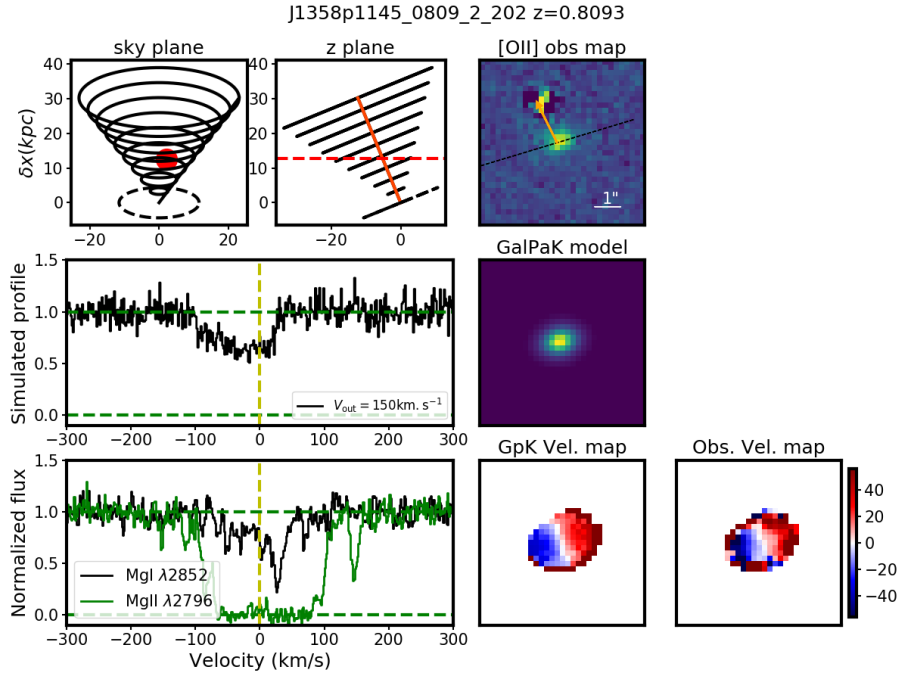 J1358p1145_0809_2_202 z=0.8093
sky plane
z plane
[OII] obs map
δx(kpc)
40
30
20
10
0
−20 0 20
40
30
20
10
0
−20 0
1"
GalPaK model
Simulated profile
1.5
1.0
0.5
0.0
V_out = 150km.s⁻¹
−300 −200 −100 0 100 200 300
GpK Vel. map
Obs. Vel. map
Normalized flux
1.5
1.0
0.5
0.0
MgI λ2852
MgII λ2796
−300 −200 −100 0 100 200 300
Velocity (km/s)
40
20
0
−20
−40